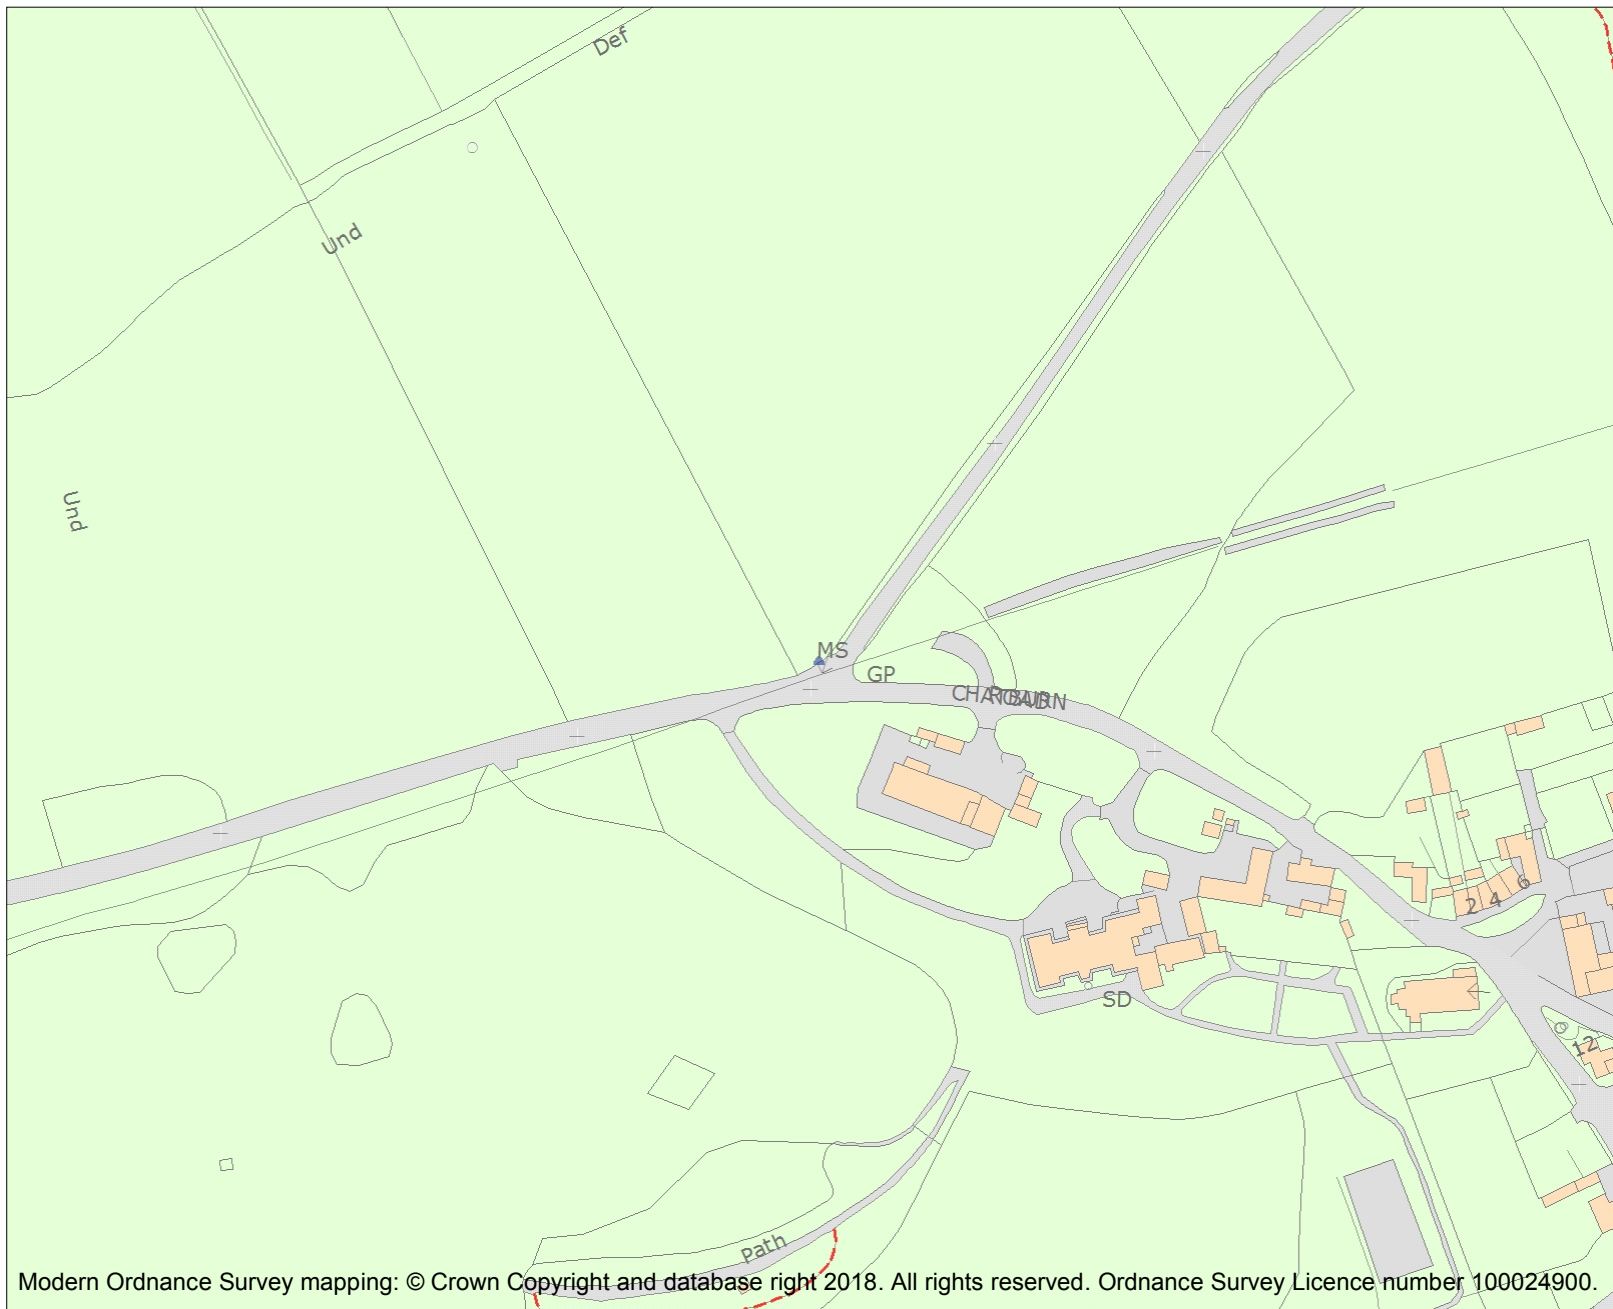 Def
Und
Und
MS
GP
ROAD
SD
2
4
6
12
Path
Modern Ordnance Survey mapping: © Crown Copyright and database right 2018. All rights reserved. Ordnance Survey Licence number 100024900.